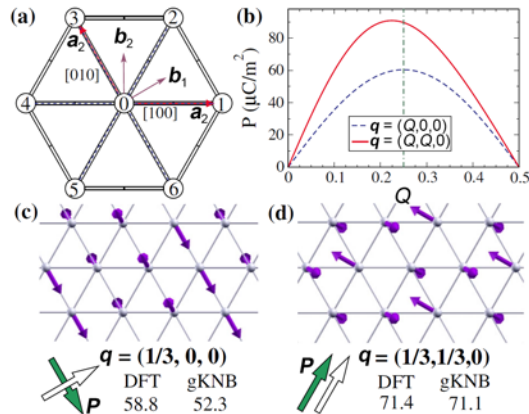 (a)
3
2
a₂
b₂
[010]
b₁
4
0
1
[100]
a₂
5
6
(b)
P (μC/m²)
100
80
60
40
20
0
q = (Q,0,0)
q = (Q,Q,0)
0
0.1
0.2
0.3
0.4
0.5
Q
(c)
q = (1/3, 0, 0)
P
DFT gKNB
58.8 52.3
(d)
q = (1/3,1/3,0)
P
DFT gKNB
71.4 71.1